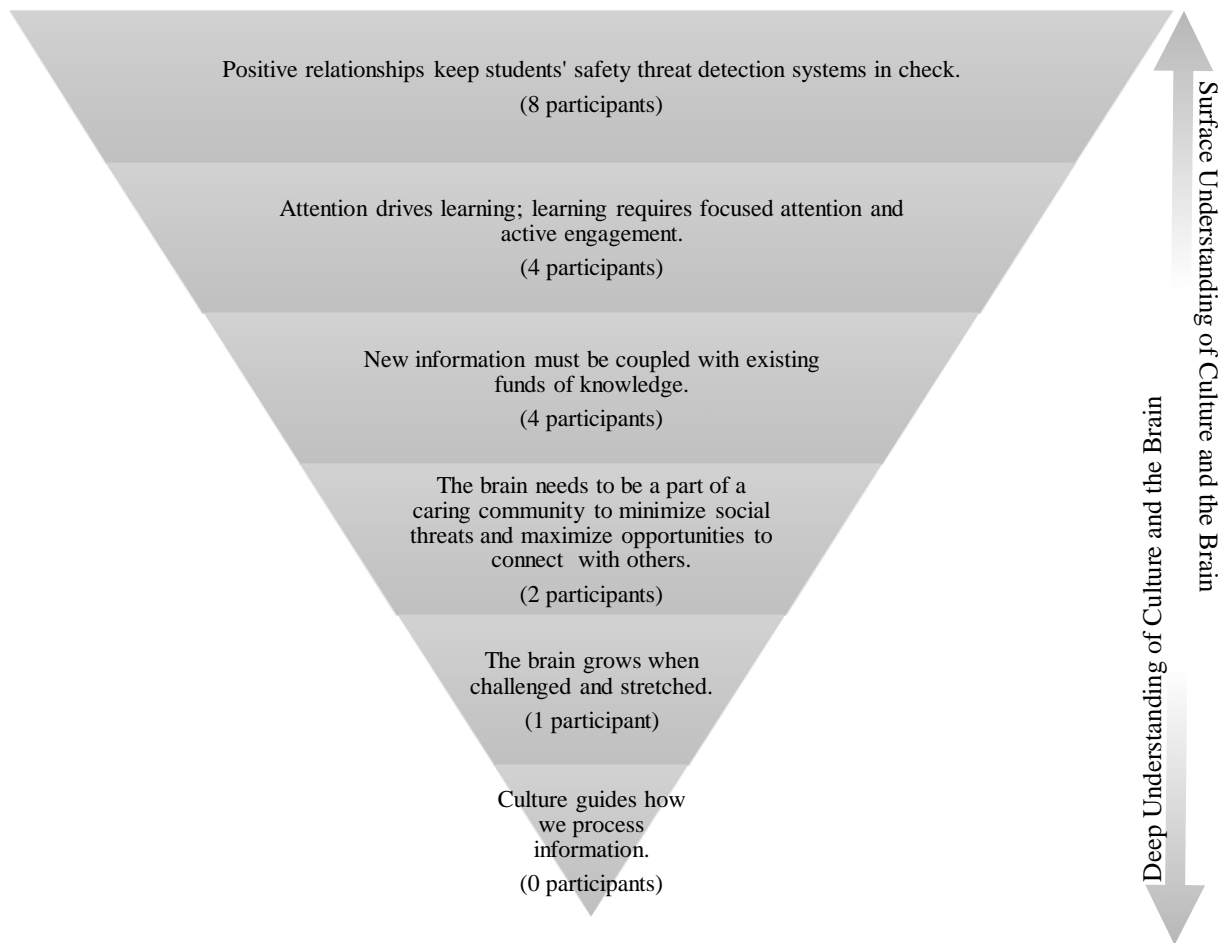 Positive relationships keep students' safety threat detection systems in check.
(8 participants)
Attention drives learning; learning requires focused attention and
active engagement.
(4 participants)
New information must be coupled with existing
funds of knowledge.
(4 participants)
The brain needs to be a part of a
caring community to minimize social
threats and maximize opportunities to
connect with others.
(2 participants)
The brain grows when
challenged and stretched.
(1 participant)
Culture guides how
we process
information.
(0 participants)
Surface Understanding of Culture and the Brain
Deep Understanding of Culture and the Brain